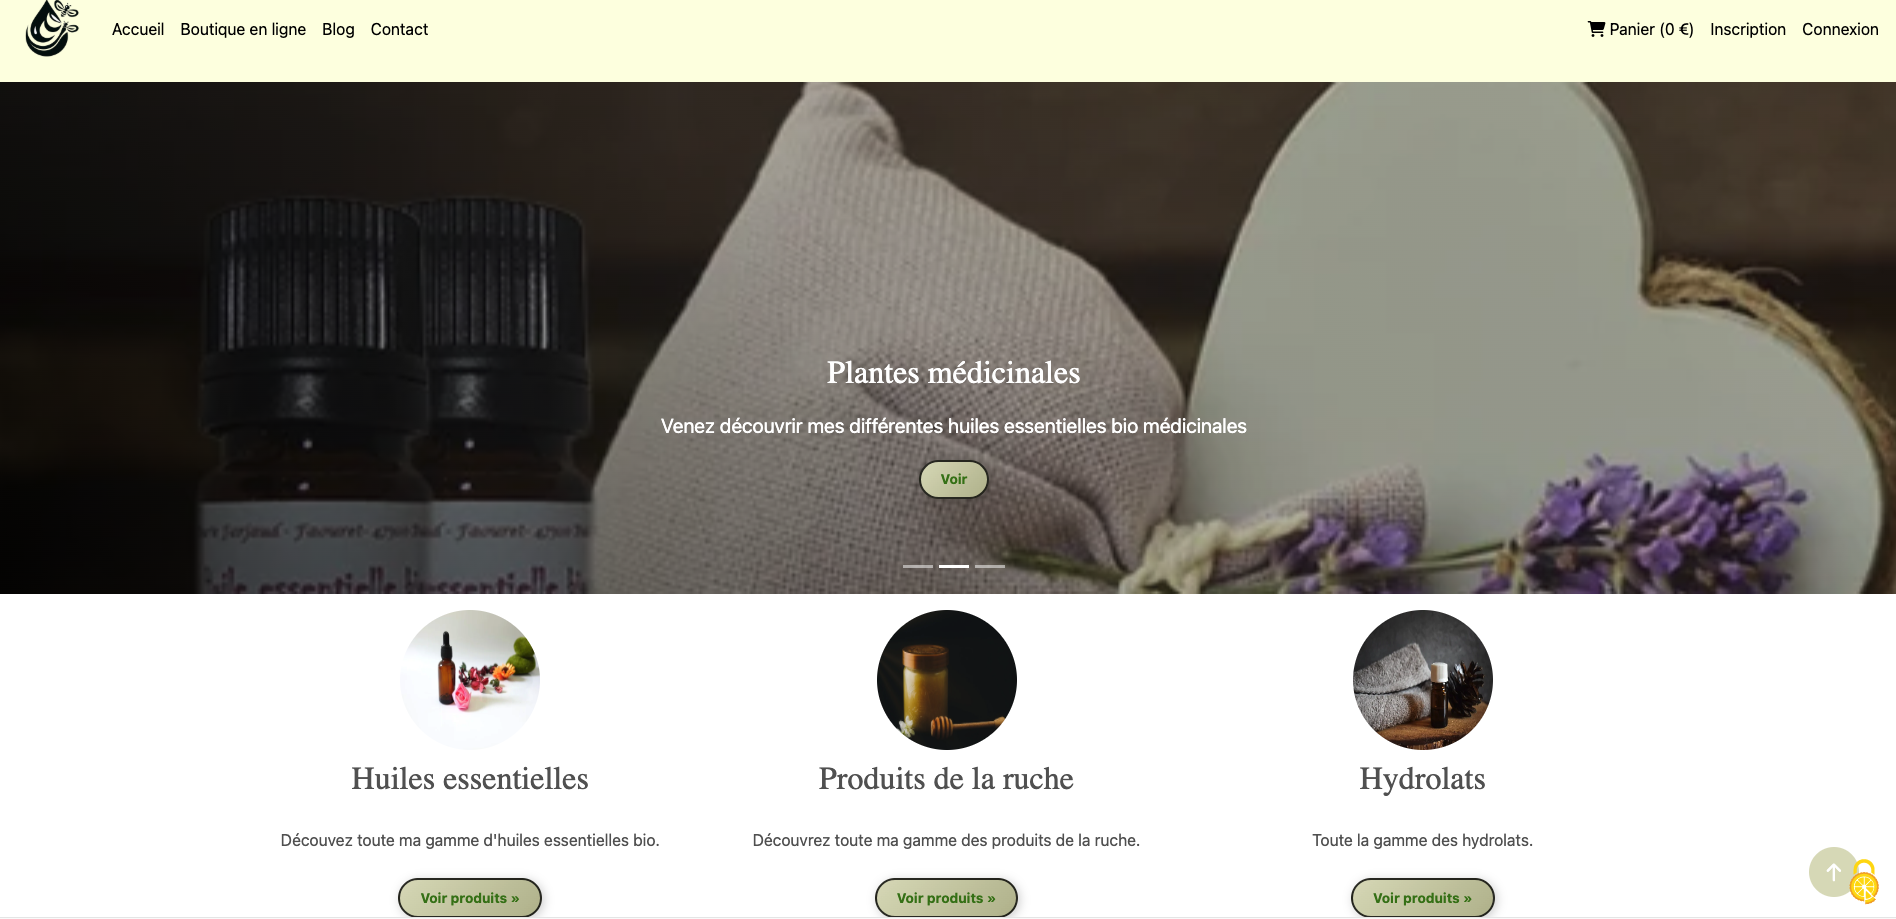 Accueil Boutique en ligne Blog Contact Panier (0 €) Inscription Connexion
Plantes médicinales
Venez découvrir mes différentes huiles essentielles bio médicinales
Voir
Huiles essentielles
Produits de la ruche
Hydrolats
Découvez toute ma gamme d'huiles essentielles bio.
Découvrez toute ma gamme des produits de la ruche.
Toute la gamme des hydrolats.
Voir produits »
Voir produits »
Voir produits »